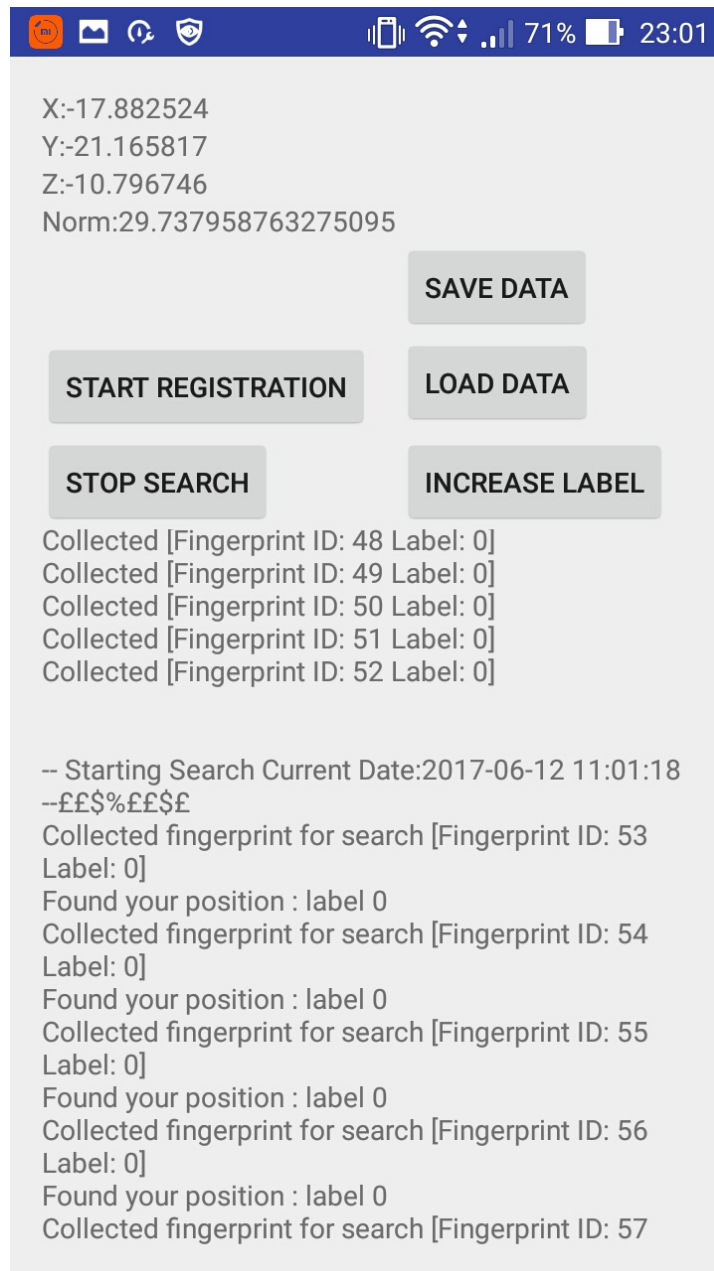 71% 23:01
X:-17.882524
Y:-21.165817
Z:-10.796746
Norm:29.737958763275095
SAVE DATA
START REGISTRATION
LOAD DATA
STOP SEARCH
INCREASE LABEL
Collected [Fingerprint ID: 48 Label: 0]
Collected [Fingerprint ID: 49 Label: 0]
Collected [Fingerprint ID: 50 Label: 0]
Collected [Fingerprint ID: 51 Label: 0]
Collected [Fingerprint ID: 52 Label: 0]
-- Starting Search Current Date:2017-06-12 11:01:18
--££$%££$£
Collected fingerprint for search [Fingerprint ID: 53
Label: 0]
Found your position : label 0
Collected fingerprint for search [Fingerprint ID: 54
Label: 0]
Found your position : label 0
Collected fingerprint for search [Fingerprint ID: 55
Label: 0]
Found your position : label 0
Collected fingerprint for search [Fingerprint ID: 56
Label: 0]
Found your position : label 0
Collected fingerprint for search [Fingerprint ID: 57